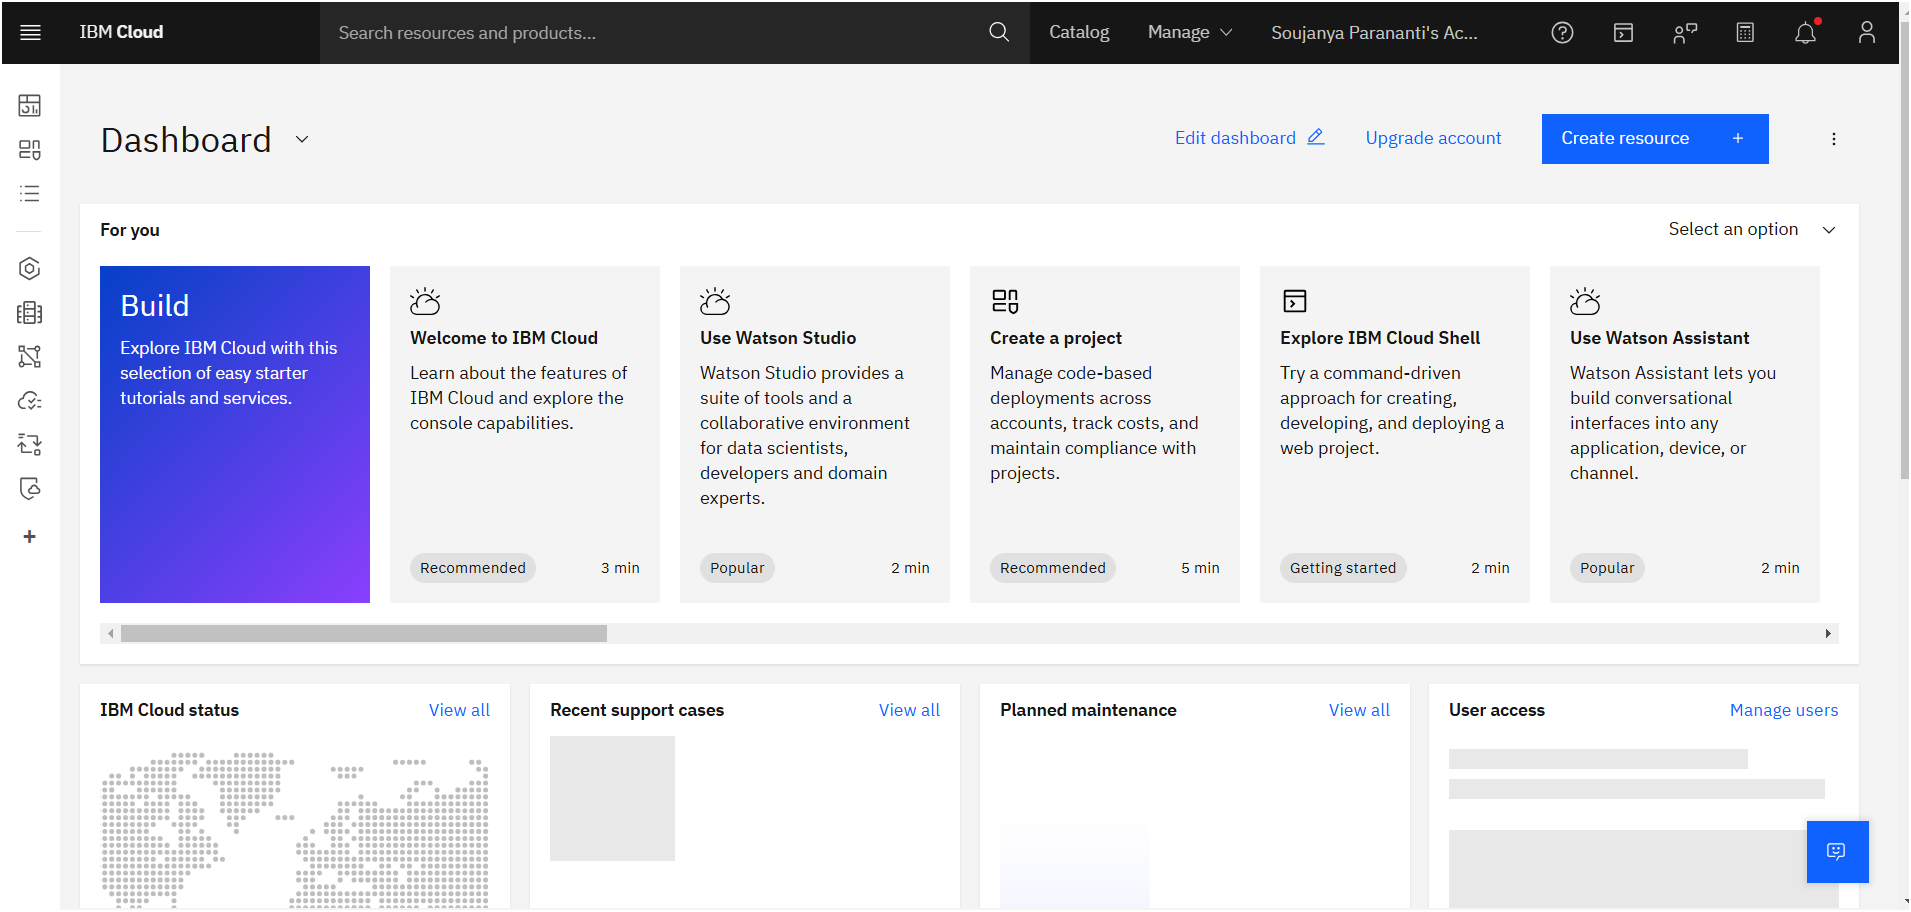 IBM Cloud
Search resources and products...
Catalog
Manage
Soujanya Parananti's Ac...
Dashboard
Edit dashboard
Upgrade account
Create resource +
For you
Select an option
Build
Explore IBM Cloud with this
selection of easy starter
tutorials and services.
Welcome to IBM Cloud
Learn about the features of
IBM Cloud and explore the
console capabilities.
Recommended
3 min
Use Watson Studio
Watson Studio provides a
suite of tools and a
collaborative environment
for data scientists,
developers and domain
experts.
Popular
2 min
Create a project
Manage code-based
deployments across
accounts, track costs, and
maintain compliance with
projects.
Recommended
5 min
Explore IBM Cloud Shell
Try a command-driven
approach for creating,
developing, and deploying a
web project.
Getting started
2 min
Use Watson Assistant
Watson Assistant lets you
build conversational
interfaces into any
application, device, or
channel.
Popular
2 min
IBM Cloud status
View all
Recent support cases
View all
Planned maintenance
View all
User access
Manage users